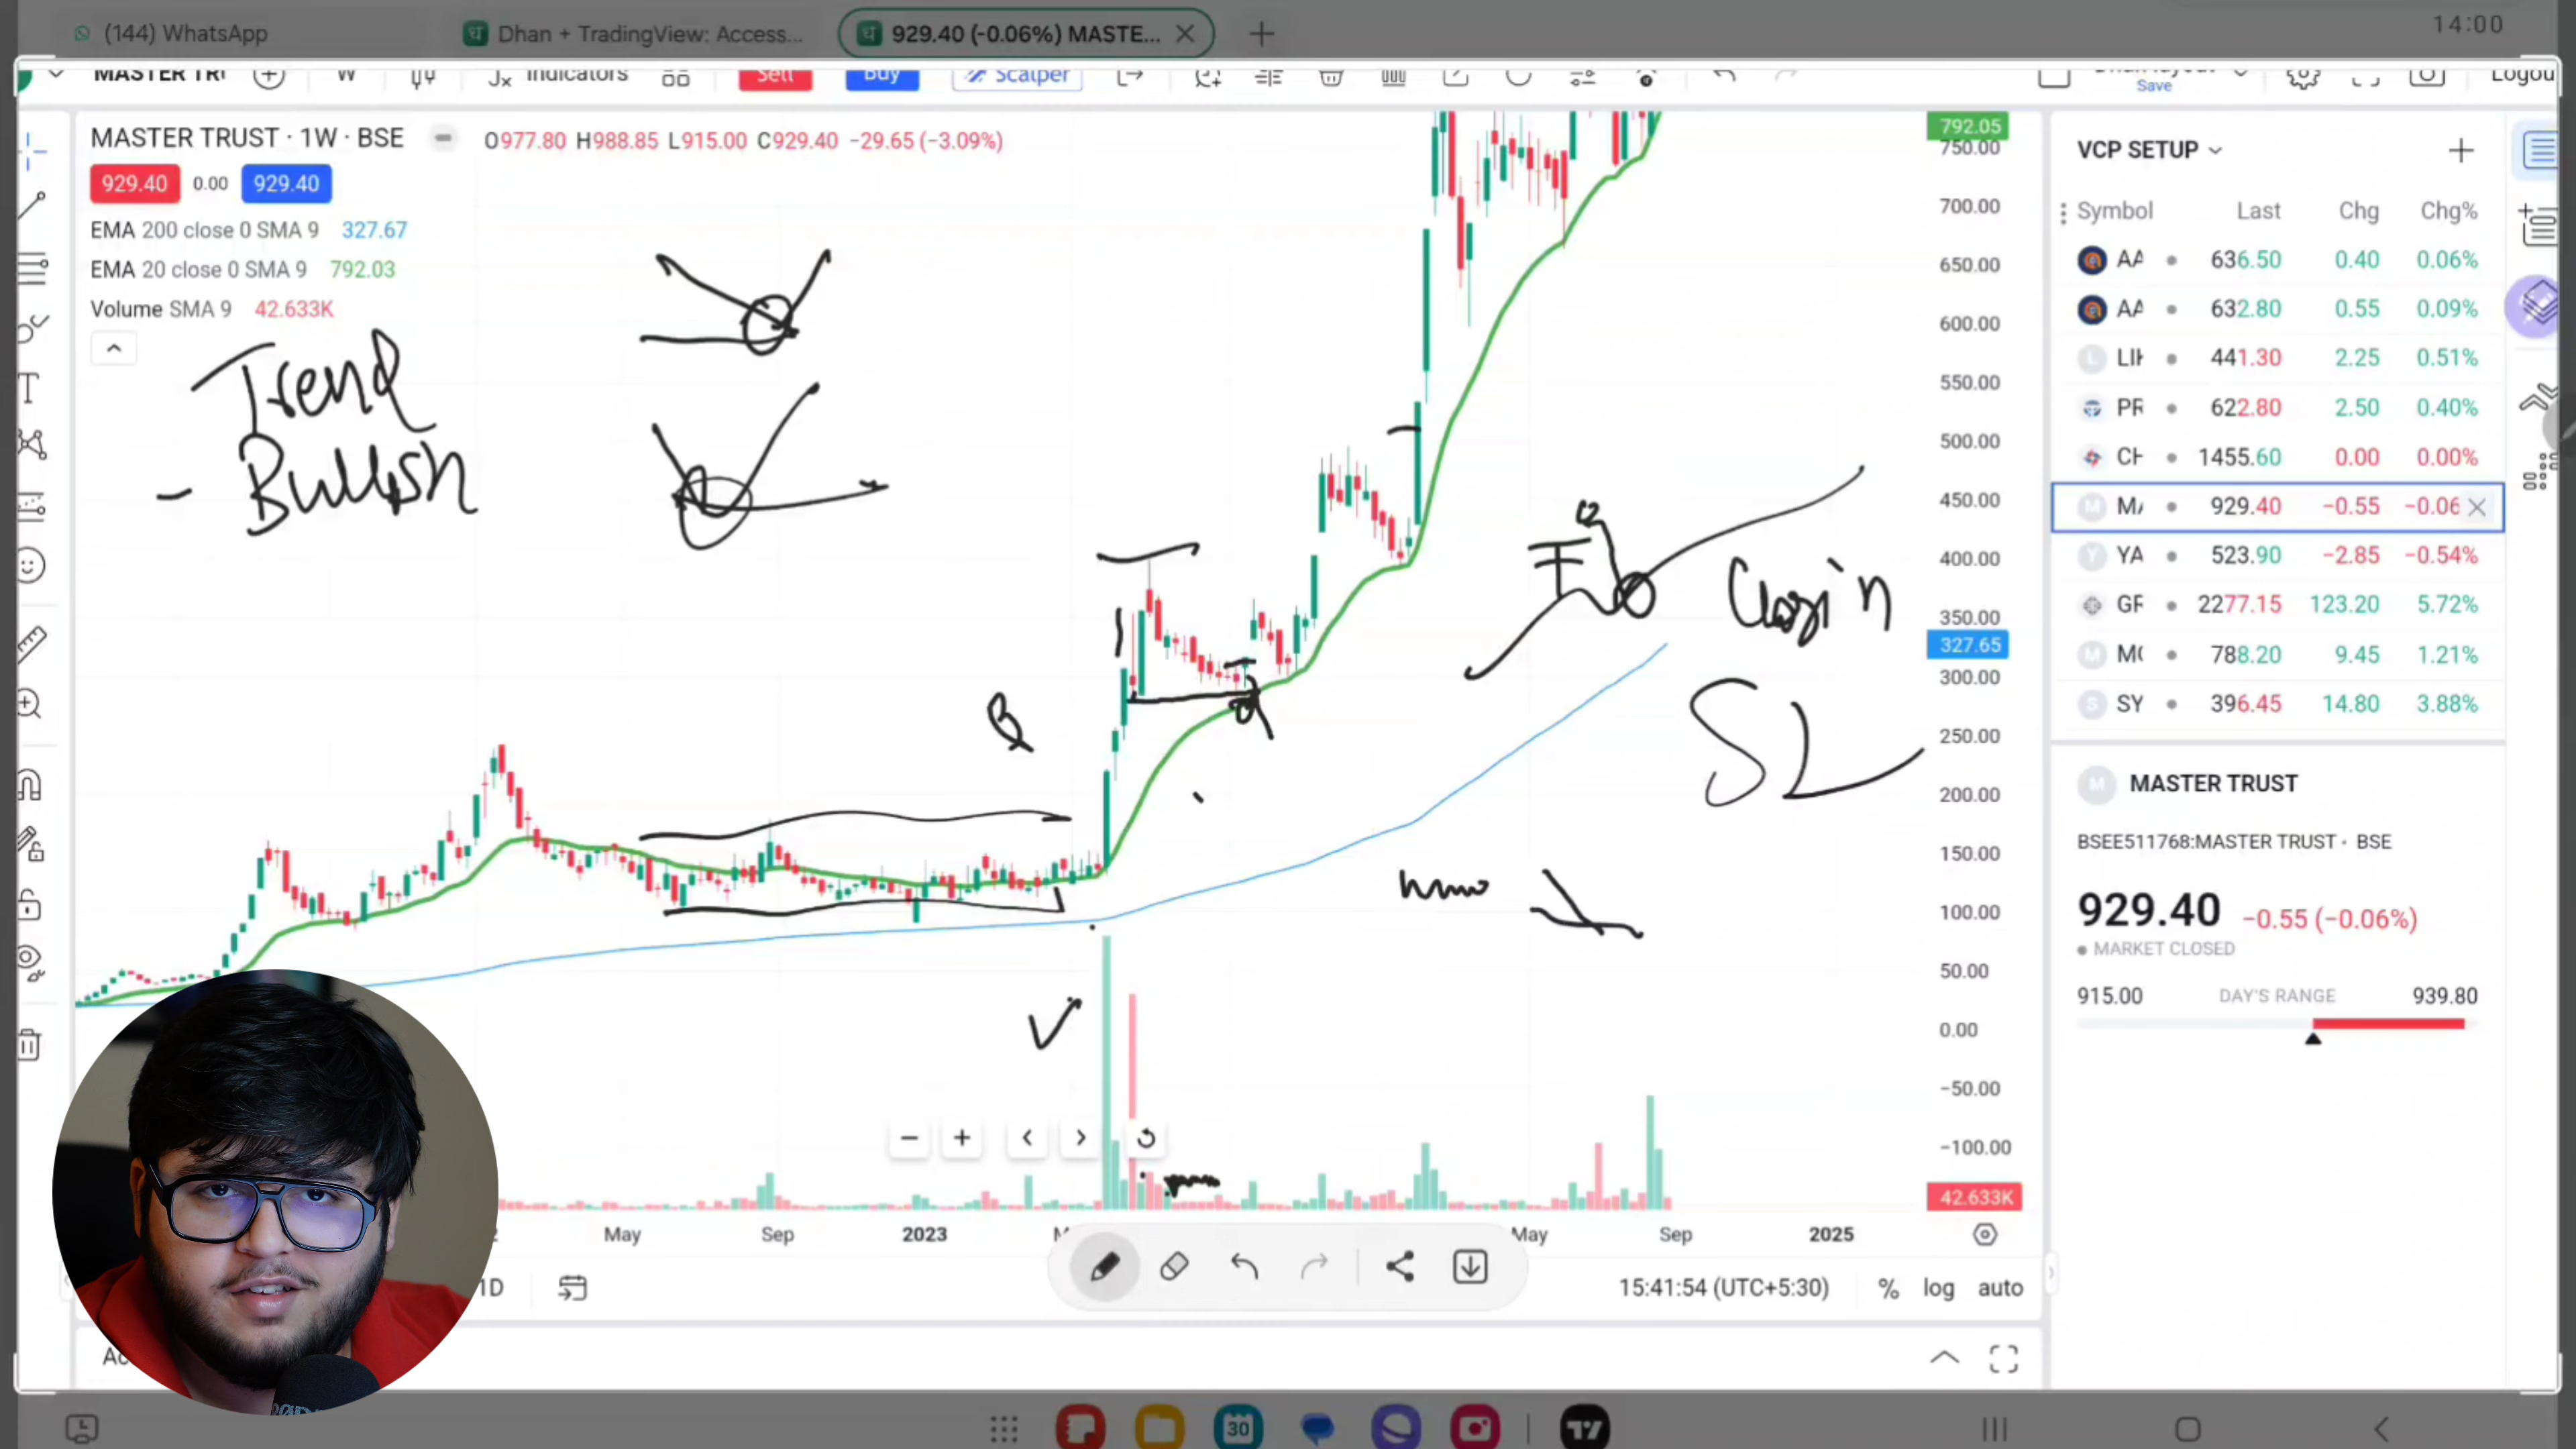 (144) WhatsApp
Dhan + TradingView: Access...
929.40 (-0.06%) MASTE...
14:00
MASTER TR
W
Indicators
Sell
Buy
Scalper
Save
Logou
MASTER TRUST · 1W · BSE
O977.80 H988.85 L915.00 C929.40 −29.65 (−3.09%)
929.40 0.00 929.40
EMA 200 close 0 SMA 9 327.67
EMA 20 close 0 SMA 9 792.03
Volume SMA 9 42.633K
Trend
- Bullish
B
V
SL
792.05
750.00
700.00
650.00
600.00
550.00
500.00
450.00
400.00
350.00
327.65
300.00
250.00
200.00
150.00
100.00
50.00
0.00
−50.00
−100.00
42.633K
May
Sep
2023
May
Sep
2025
1D
15:41:54 (UTC+5:30)
%
log
auto
VCP SETUP
Symbol Last Chg Chg%
AA 636.50 0.40 0.06%
AA 632.80 0.55 0.09%
LI 441.30 2.25 0.51%
PR 622.80 2.50 0.40%
CH 1455.60 0.00 0.00%
MA 929.40 −0.55 −0.06
YA 523.90 −2.85 −0.54%
GR 2277.15 123.20 5.72%
MO 788.20 9.45 1.21%
SY 396.45 14.80 3.88%
MASTER TRUST
BSEE511768:MASTER TRUST · BSE
929.40 −0.55 (−0.06%)
MARKET CLOSED
915.00 DAY'S RANGE 939.80
30